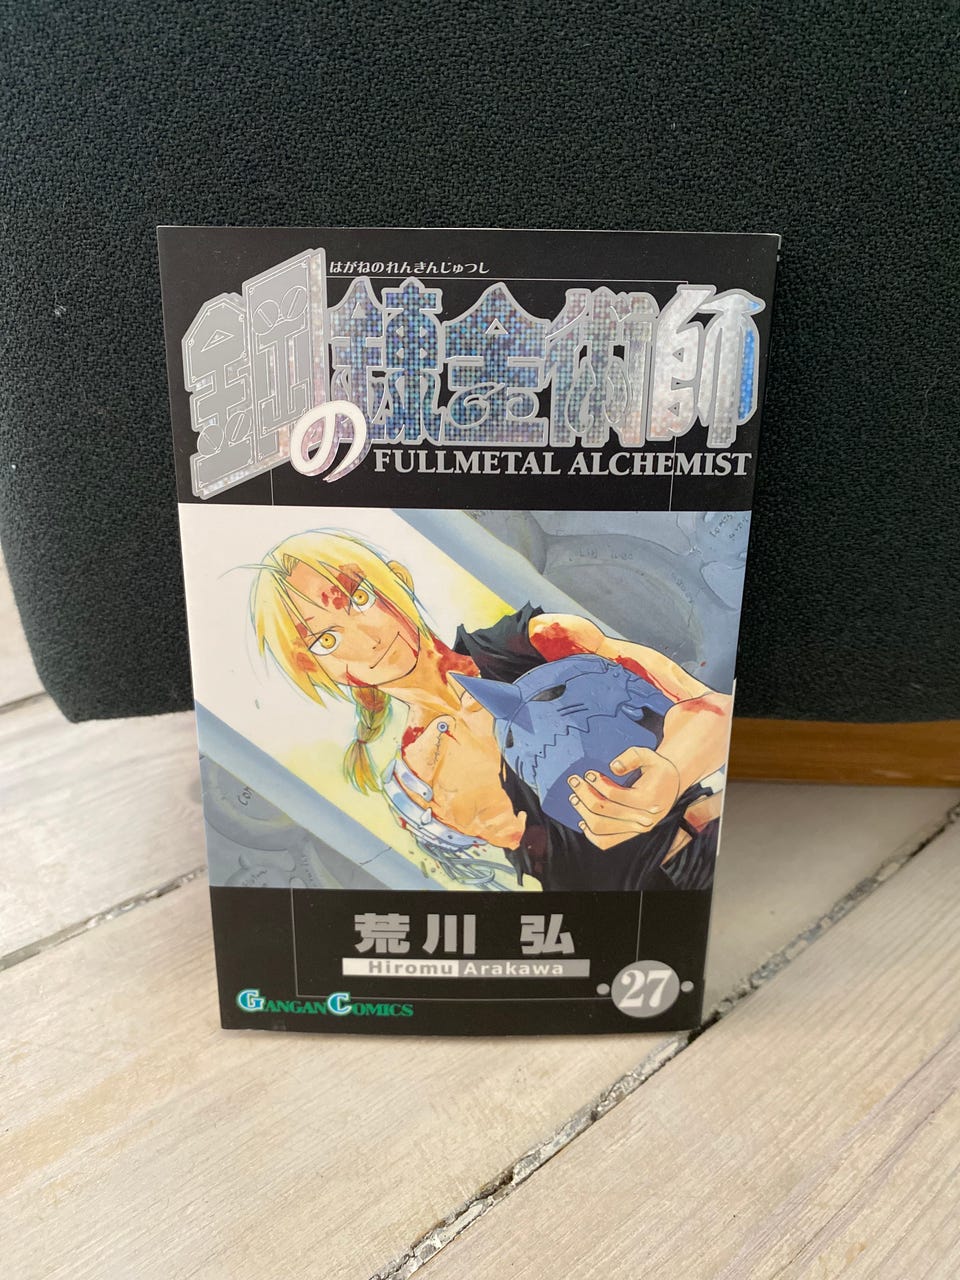 はがねのれんきんじゅつし
鋼の錬金術師
FULLMETAL ALCHEMIST
荒川 弘
Hiromu Arakawa
GANGAN COMICS
27